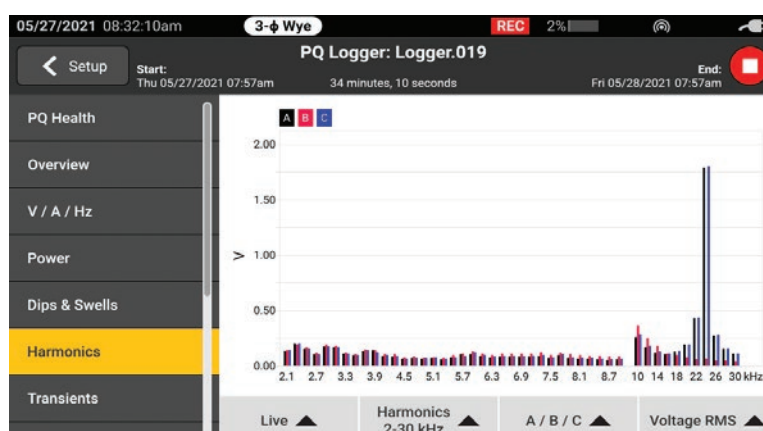 05/27/2021 08:32:10am 3-ϕ Wye REC 2%
Setup
PQ Logger: Logger.019
Start:
Thu 05/27/2021 07:57am
34 minutes, 10 seconds
End:
Fri 05/28/2021 07:57am
PQ Health
Overview
V / A / Hz
Power
Dips & Swells
Harmonics
Transients
A B C
2.00
1.50
V 1.00
0.50
0.00
2.1 2.7 3.3 3.9 4.5 5.1 5.7 6.3 6.9 7.5 8.1 8.7 10 14 18 22 26 30 kHz
Live
Harmonics
2-30 kHz
A / B / C
Voltage RMS